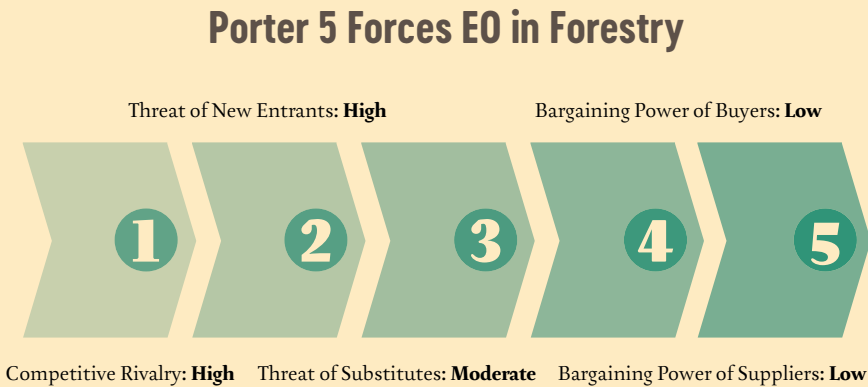 Porter 5 Forces EO in Forestry
Threat of New Entrants: High
Bargaining Power of Buyers: Low
1
2
3
4
5
Competitive Rivalry: High
Threat of Substitutes: Moderate
Bargaining Power of Suppliers: Low